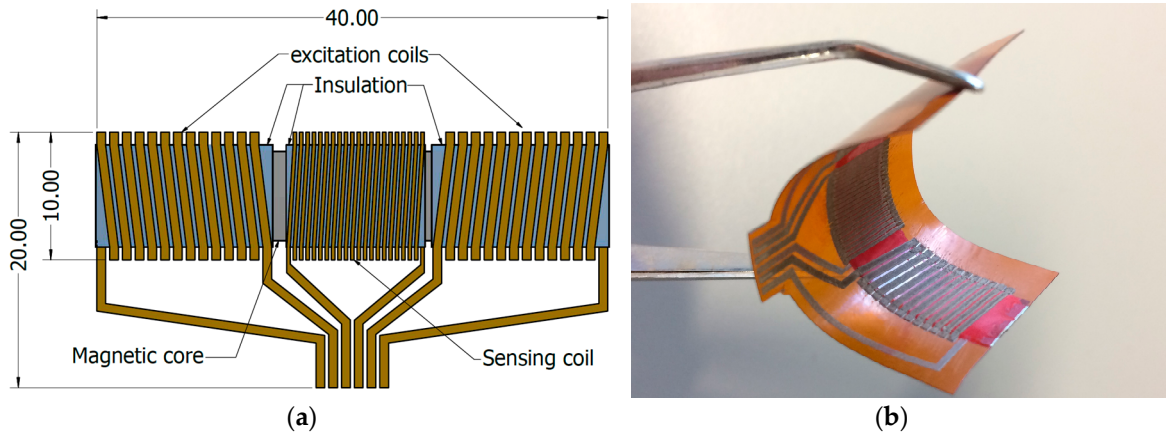 40.00
excitation coils
Insulation
20.00
10.00
Magnetic core
Sensing coil
(a)
(b)